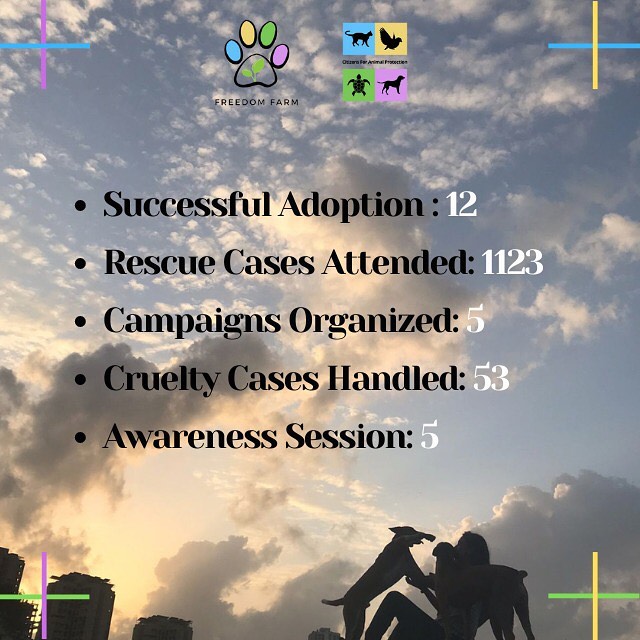 FREEDOM FARM
Citizens For Animal Protection
Successful Adoption : 12
Rescue Cases Attended: 1123
Campaigns Organized: 5
Cruelty Cases Handled: 53
Awareness Session: 5